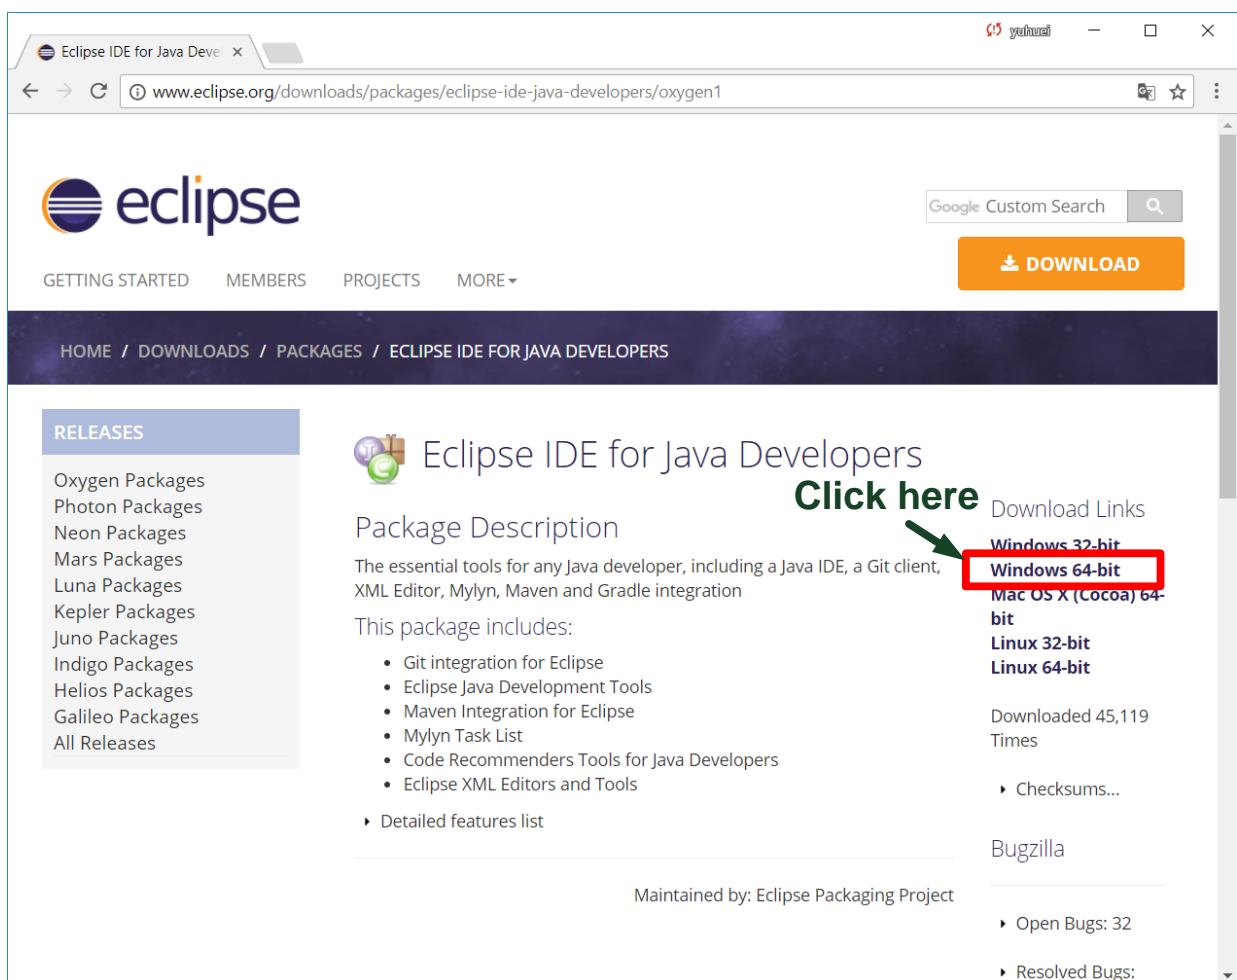 yuhuei
Eclipse IDE for Java Deve
www.eclipse.org/downloads/packages/eclipse-ide-java-developers/oxygen1
eclipse
Google Custom Search
DOWNLOAD
GETTING STARTED MEMBERS PROJECTS MORE
HOME / DOWNLOADS / PACKAGES / ECLIPSE IDE FOR JAVA DEVELOPERS
RELEASES
Oxygen Packages
Photon Packages
Neon Packages
Mars Packages
Luna Packages
Kepler Packages
Juno Packages
Indigo Packages
Helios Packages
Galileo Packages
All Releases
Eclipse IDE for Java Developers
Click here
Package Description
The essential tools for any Java developer, including a Java IDE, a Git client,
XML Editor, Mylyn, Maven and Gradle integration
This package includes:
Git integration for Eclipse
Eclipse Java Development Tools
Maven Integration for Eclipse
Mylyn Task List
Code Recommenders Tools for Java Developers
Eclipse XML Editors and Tools
Detailed features list
Maintained by: Eclipse Packaging Project
Download Links
Windows 32-bit
Windows 64-bit
Mac OS X (Cocoa) 64-
bit
Linux 32-bit
Linux 64-bit
Downloaded 45,119
Times
Checksums...
Bugzilla
Open Bugs: 32
Resolved Bugs: